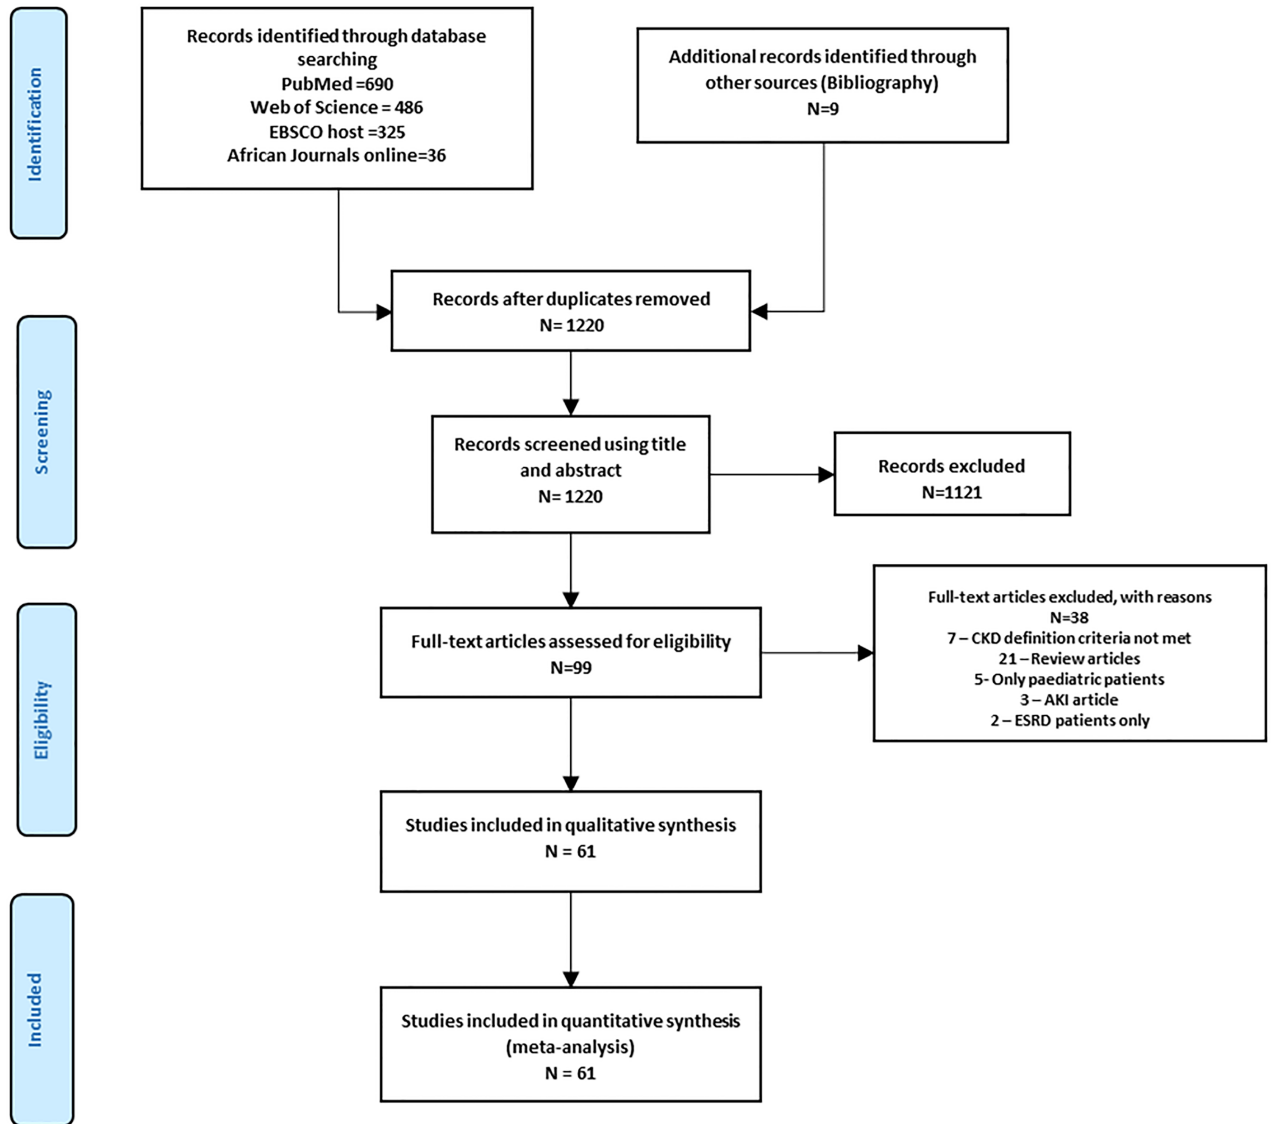 Identification
Records identified through database
searching
PubMed =690
Web of Science = 486
EBSCO host =325
African Journals online=36
Additional records identified through
other sources (Bibliography)
N=9
Records after duplicates removed
N= 1220
Screening
Records screened using title
and abstract
N= 1220
Records excluded
N=1121
Eligibility
Full-text articles assessed for eligibility
N=99
Full-text articles excluded, with reasons
N=38
7 – CKD definition criteria not met
21 – Review articles
5- Only paediatric patients
3 – AKI article
2 – ESRD patients only
Studies included in qualitative synthesis
N = 61
Included
Studies included in quantitative synthesis
(meta-analysis)
N = 61